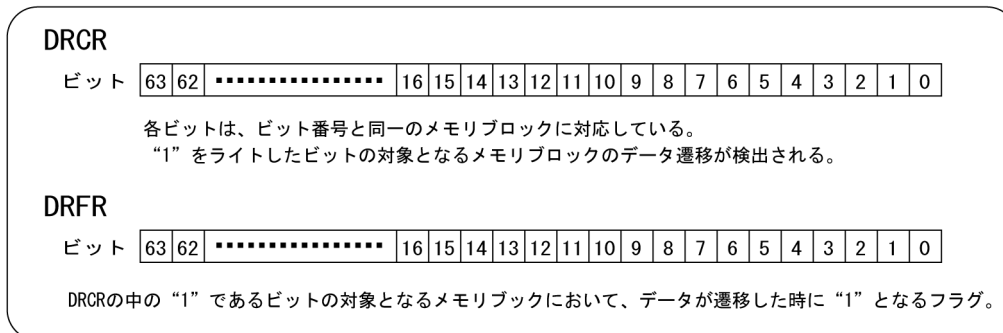 DRCR
ビット 63 62 ▪▪▪▪▪▪▪▪▪▪▪▪▪▪▪▪ 16 15 14 13 12 11 10 9 8 7 6 5 4 3 2 1 0
各ビットは、ビット番号と同一のメモリブロックに対応している。
“1”をライトしたビットの対象となるメモリブロックのデータ遷移が検出される。
DRFR
ビット 63 62 ▪▪▪▪▪▪▪▪▪▪▪▪▪▪▪▪ 16 15 14 13 12 11 10 9 8 7 6 5 4 3 2 1 0
DRCRの中の“1”であるビットの対象となるメモリブックにおいて、データが遷移した時に“1”となるフラグ。